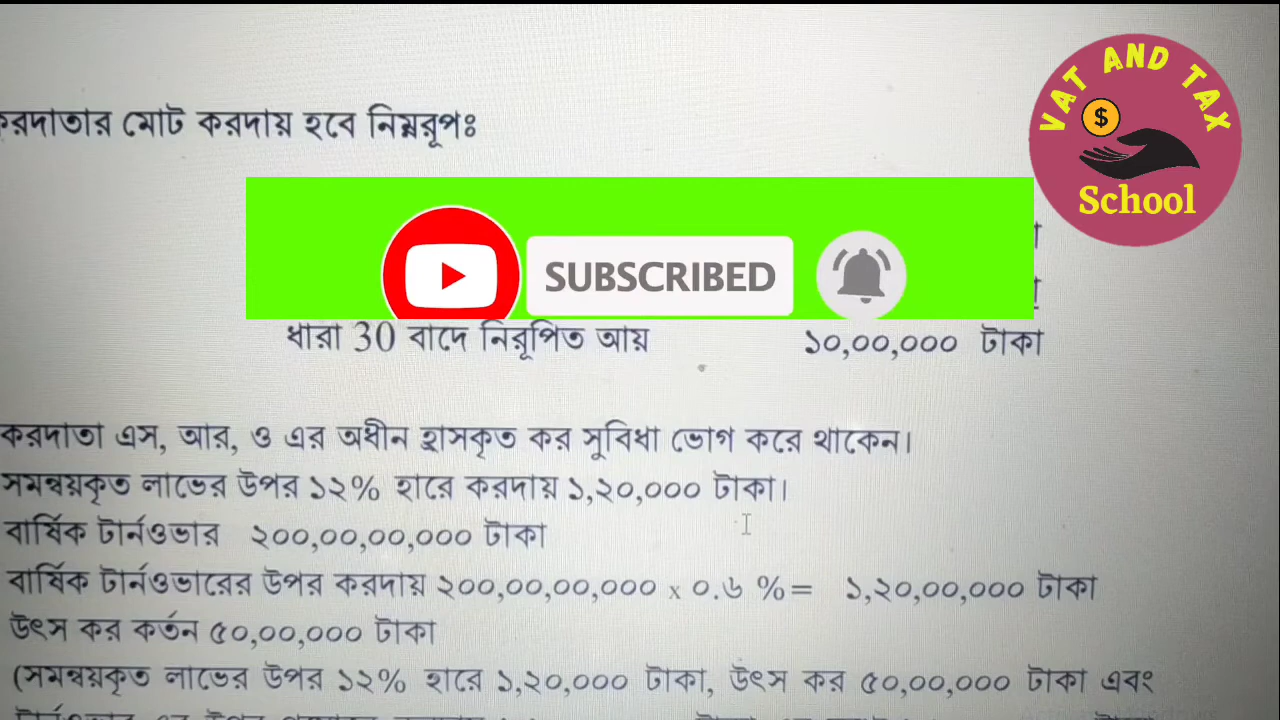 VAT AND TAX
$
School
করদাতার মোট করদায় হবে নিম্নরূপঃ
SUBSCRIBED
ধারা 30 বাদে নিরূপিত আয় ১০,০০,০০০ টাকা
করদাতা এস, আর, ও এর অধীন হ্রাসকৃত কর সুবিধা ভোগ করে থাকেন।
সমন্বয়কৃত লাভের উপর ১২% হারে করদায় ১,২০,০০০ টাকা।
বার্ষিক টার্নওভার ২০০,০০,০০,০০০ টাকা
বার্ষিক টার্নওভারের উপর করদায় ২০০,০০,০০,০০০ x ০.৬ %= ১,২০,০০,০০০ টাকা
উৎস কর কর্তন ৫০,০০,০০০ টাকা
(সমন্বয়কৃত লাভের উপর ১২% হারে ১,২০,০০০ টাকা, উৎস কর ৫০,০০,০০০ টাকা এবং